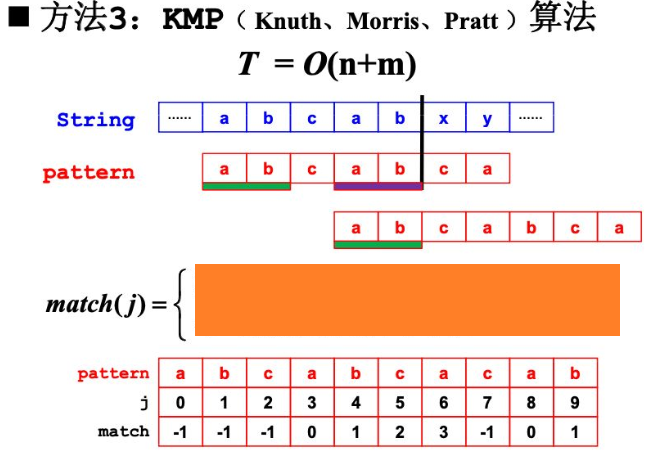 ■ 方法3：KMP（Knuth、Morris、Pratt）算法
T = O(n+m)
String ...... a b c a b x y ......
pattern a b c a b c a
a b c a b c a
match(j) = {
pattern a b c a b c a c a b
j 0 1 2 3 4 5 6 7 8 9
match -1 -1 -1 0 1 2 3 -1 0 1